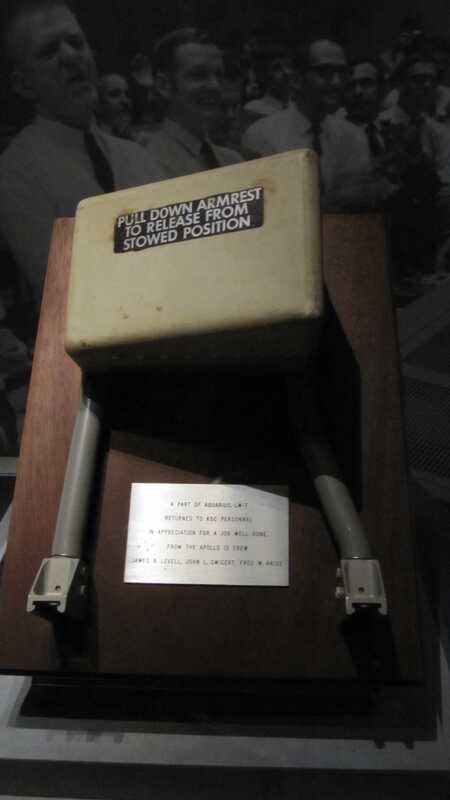 PULL DOWN ARMREST
TO RELEASE FROM
STOWED POSITION
A PART OF AQUARIUS, LM-7
RETURNED TO KSC PERSONNEL
IN APPRECIATION FOR A JOB WELL DONE,
FROM THE APOLLO 13 CREW
JAMES A. LOVELL, JOHN L. SWIGERT, FRED W. HAISE